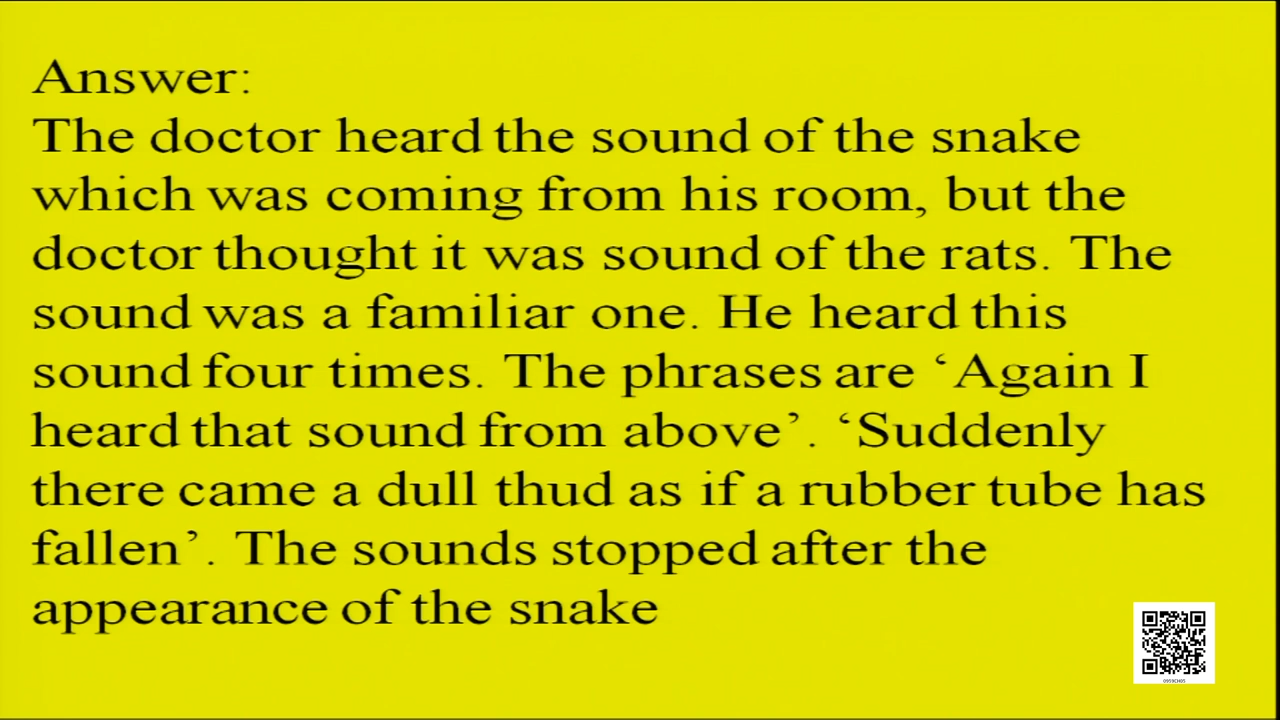 Answer:
The doctor heard the sound of the snake
which was coming from his room, but the
doctor thought it was sound of the rats. The
sound was a familiar one. He heard this
sound four times. The phrases are ‘Again I
heard that sound from above’. ‘Suddenly
there came a dull thud as if a rubber tube has
fallen’. The sounds stopped after the
appearance of the snake
0959CH05